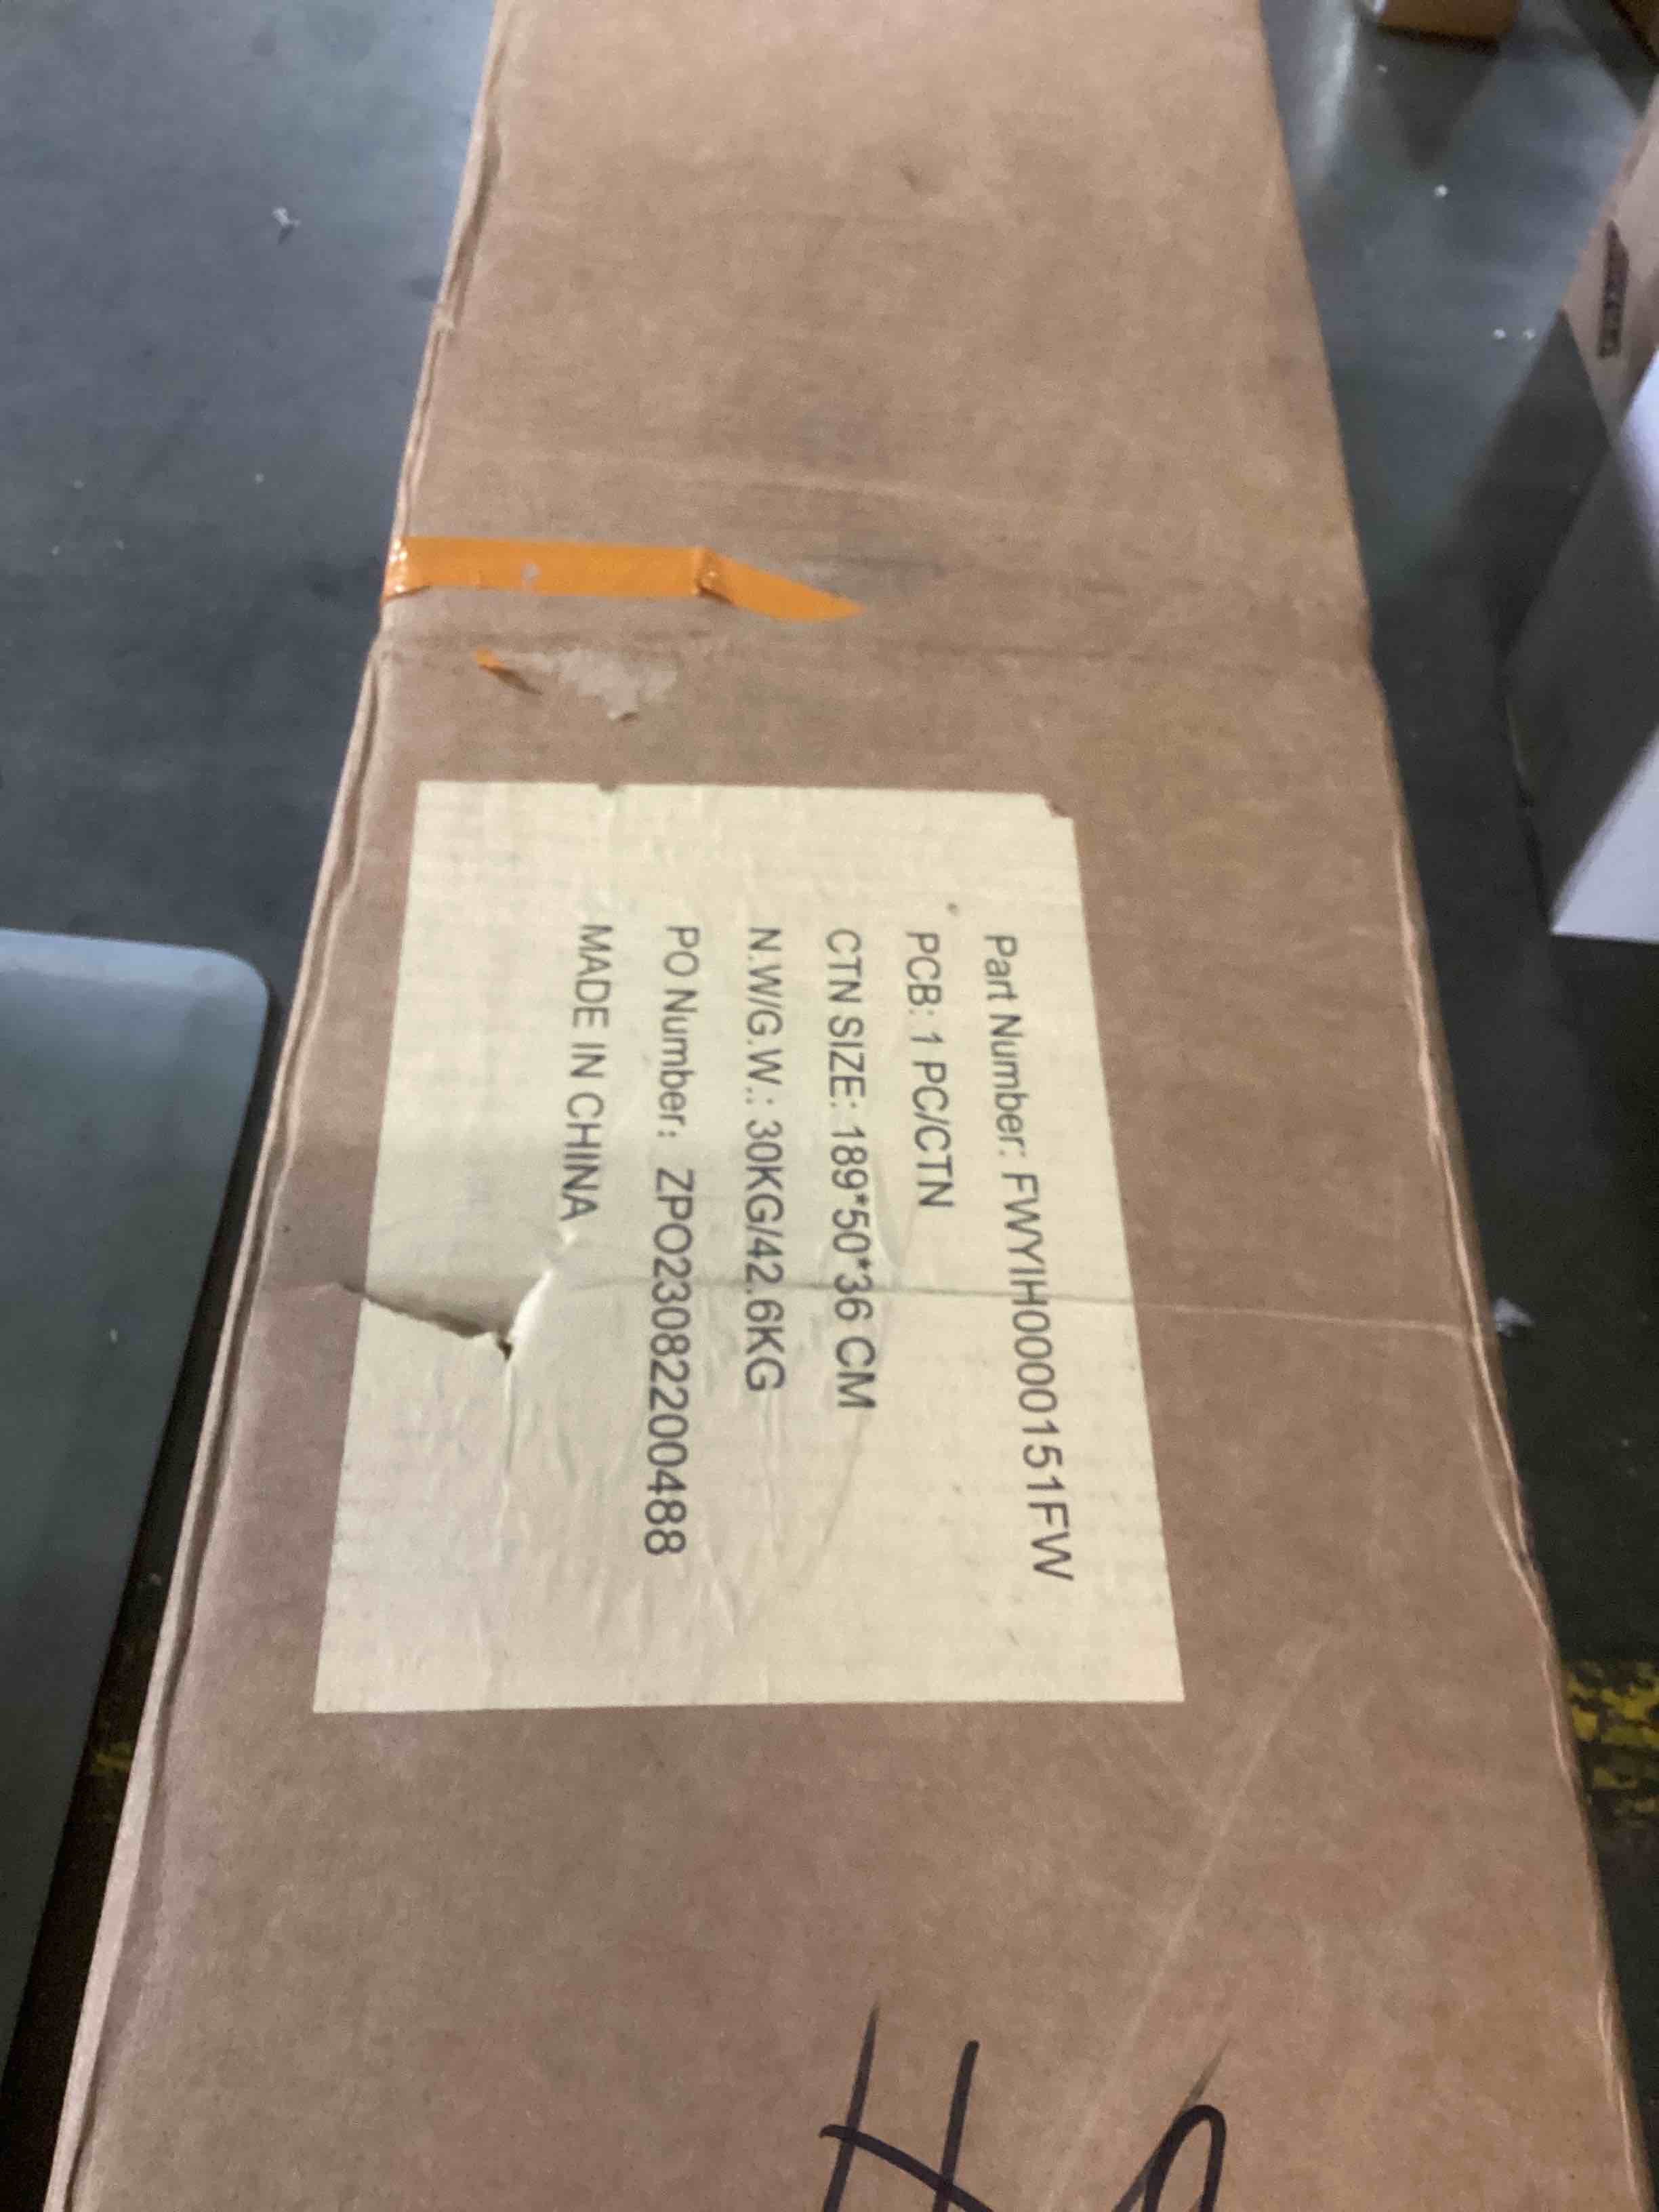 Part Number: FWYIH0000151FW
PCB: 1 PC/CTN
CTN SIZE: 189*50*36 CM
N.W/G.W.: 30KG/42.6KG
PO Number: ZPO230822200488
MADE IN CHINA